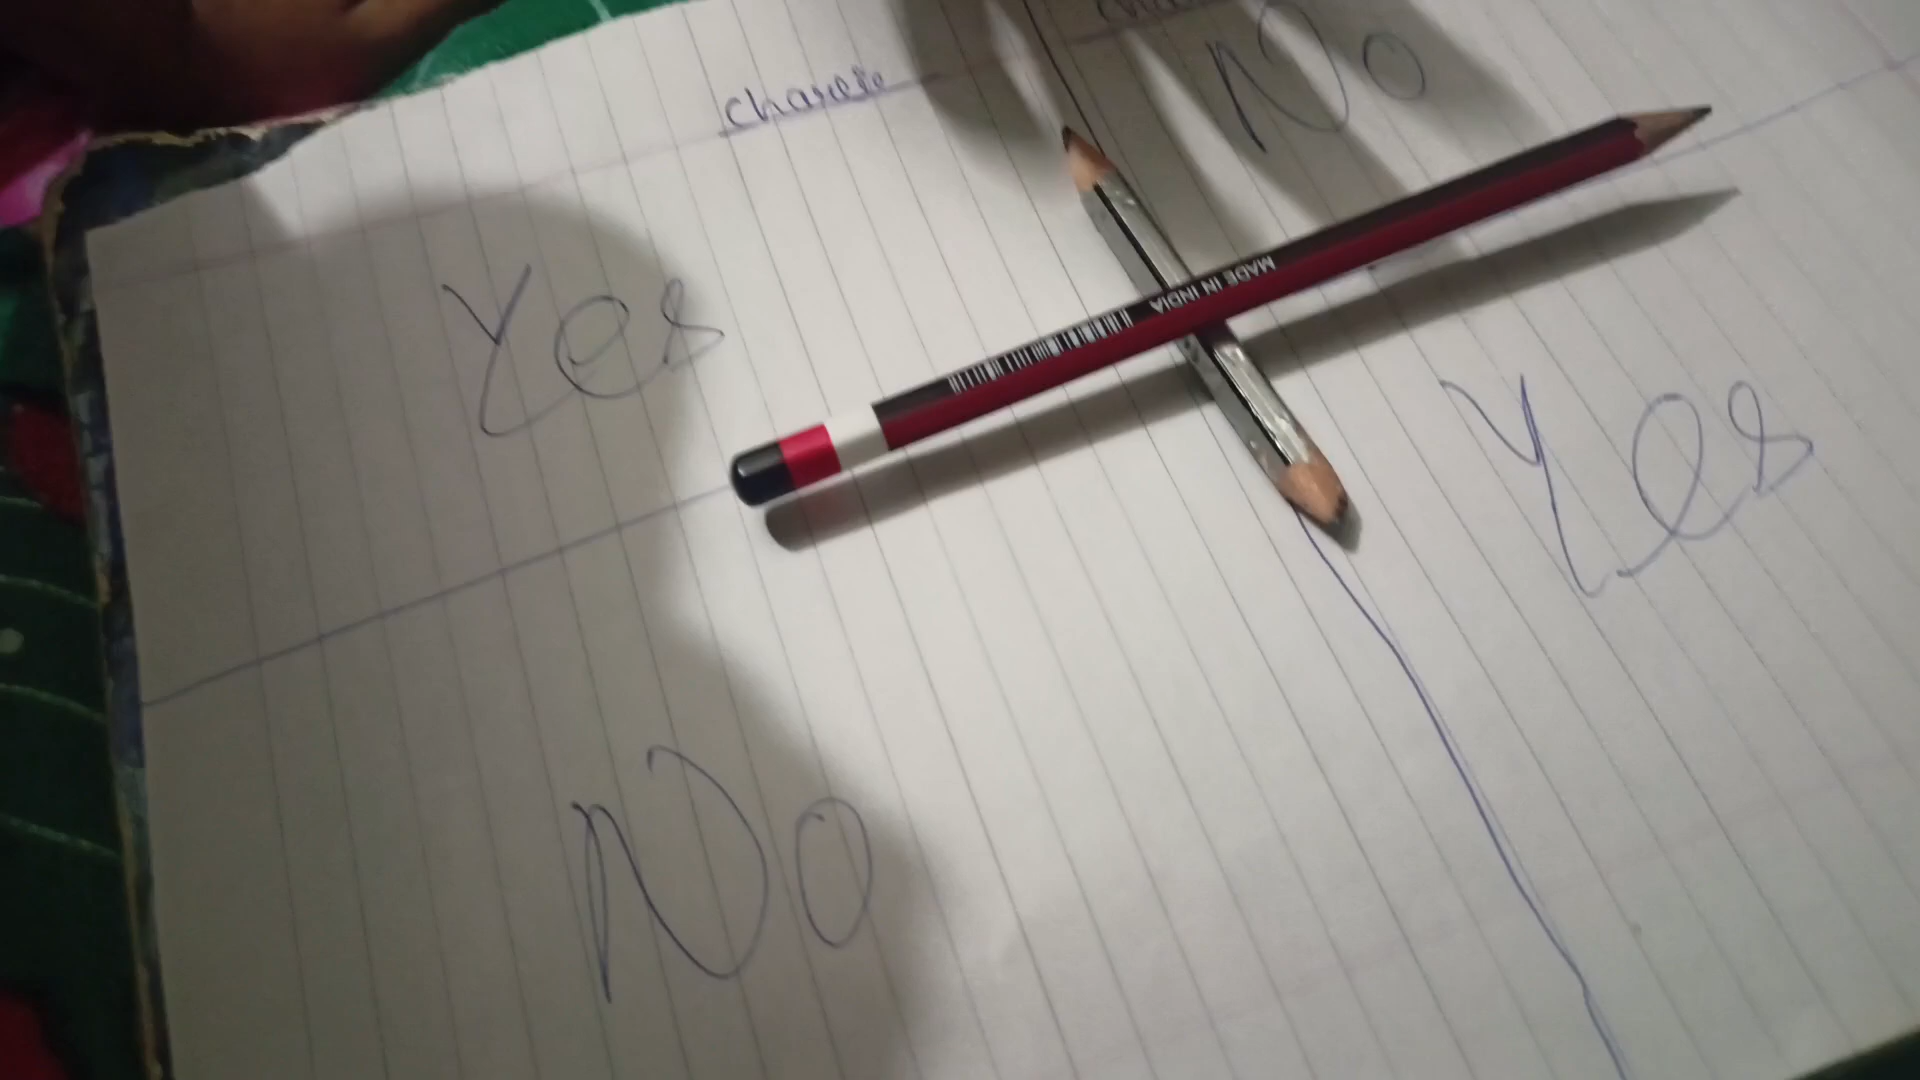 charlie
No
Yes
MADE IN INDIA
Yes
No